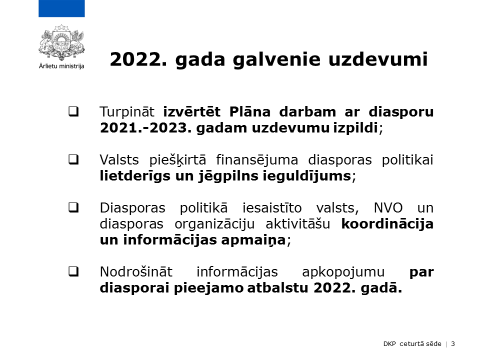 Ārlietu ministrija
2022. gada galvenie uzdevumi
❑ Turpināt izvērtēt Plāna darbam ar diasporu
2021.-2023. gadam uzdevumu izpildi;
❑ Valsts piešķirtā finansējuma diasporas politikai
lietderīgs un jēgpilns ieguldījums;
❑ Diasporas politikā iesaistīto valsts, NVO un
diasporas organizāciju aktivitāšu koordinācija
un informācijas apmaiņa;
❑ Nodrošināt informācijas apkopojumu par
diasporai pieejamo atbalstu 2022. gadā.
DKP ceturtā sēde | 3